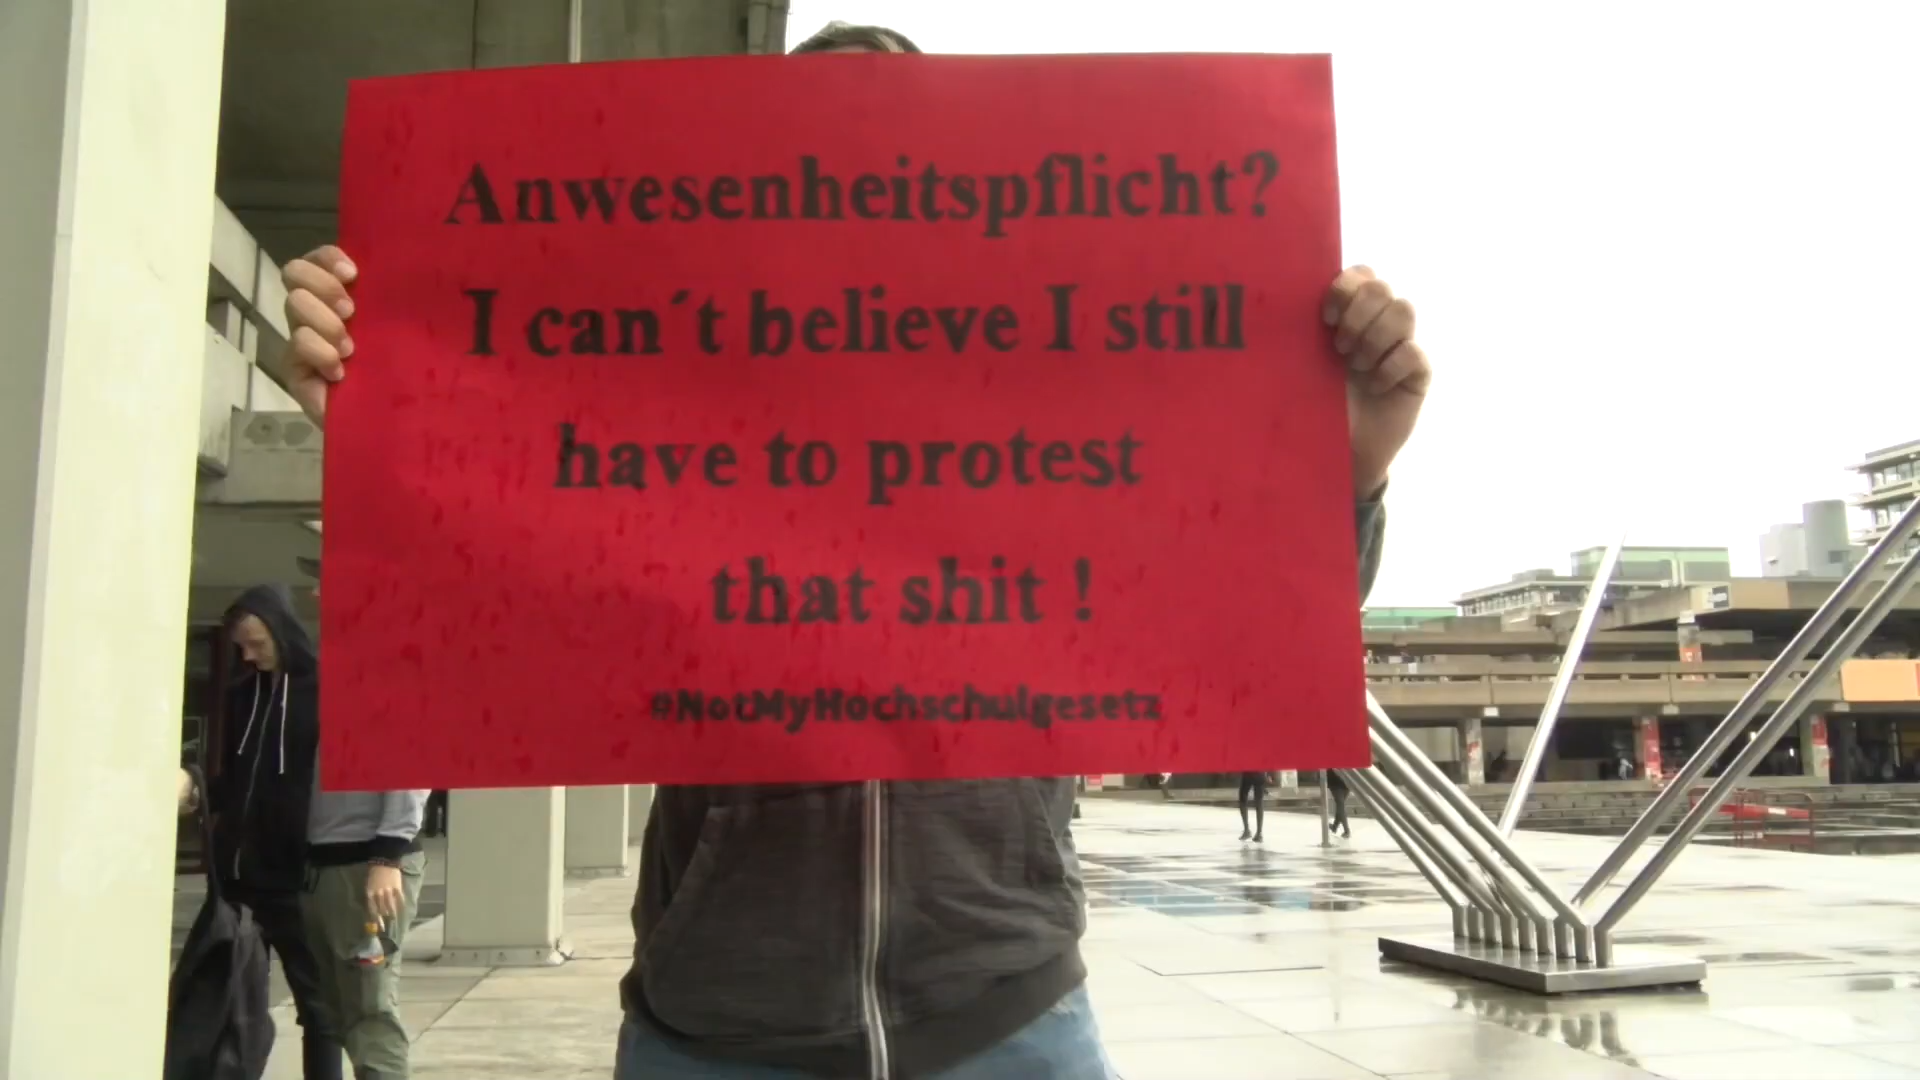 Anwesenheitspflicht?
I can´t believe I still
have to protest
that shit !
#NotMyHochschulgesetz